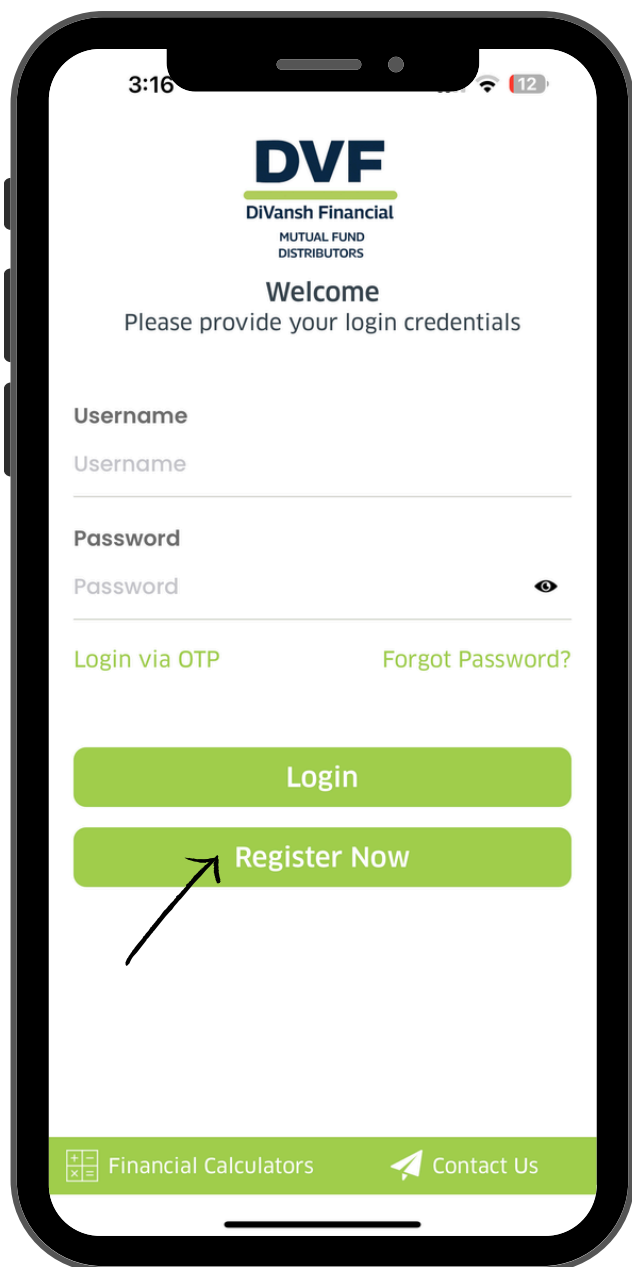 3:16
12
DVF
DiVansh Financial
MUTUAL FUND
DISTRIBUTORS
Welcome
Please provide your login credentials
Username
Username
Password
Password
Login via OTP Forgot Password?
Login
Register Now
Financial Calculators Contact Us